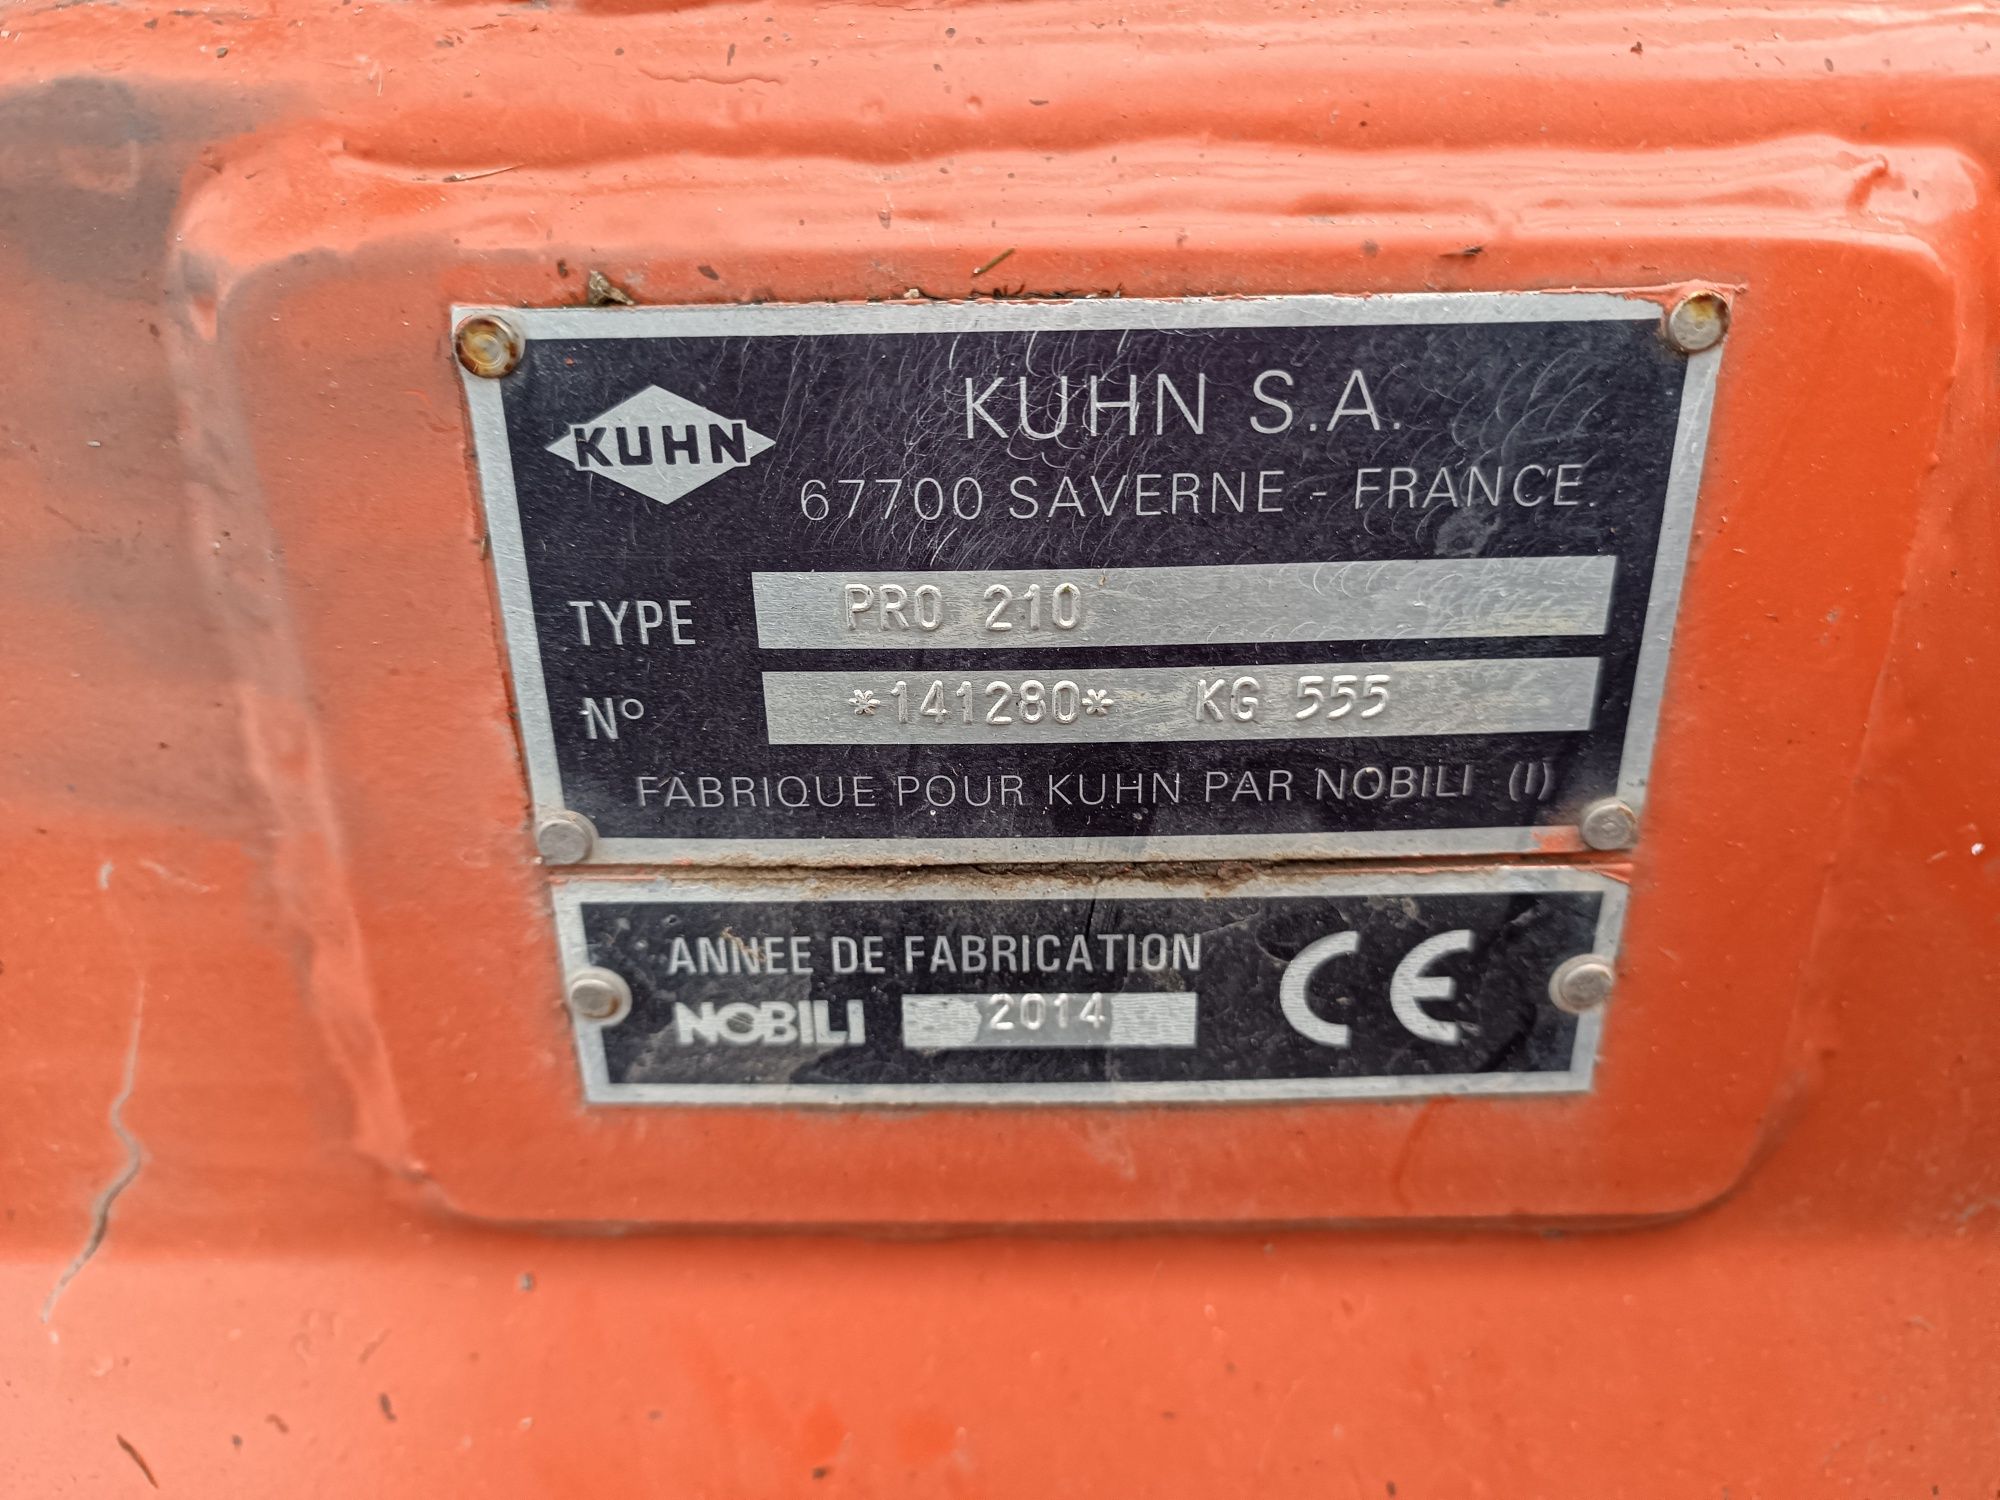 KUHN
KUHN S.A.
67700 SAVERNE - FRANCE.
TYPE PRO 210
N° *141280* KG 555
FABRIQUE POUR KUHN PAR NOBILI (I)
ANNEE DE FABRICATION
NOBILI 2014
CE